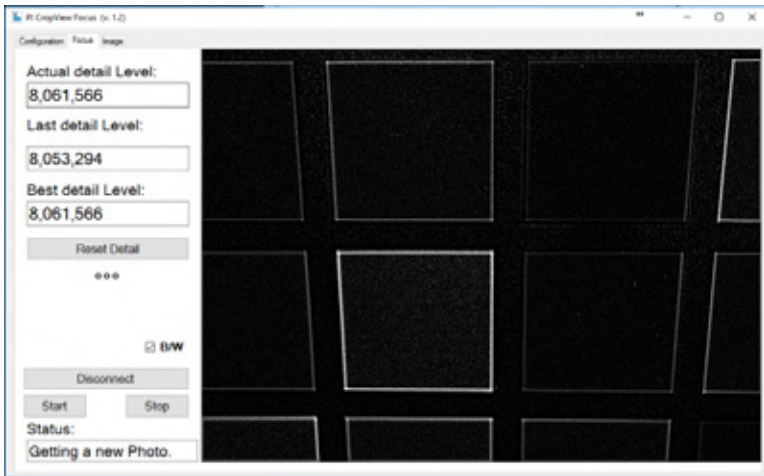 PI CropView Focus (v. 1.2)
Configuration Focus Image
Actual detail Level:
8,061,566
Last detail Level:
8,053,294
Best detail Level:
8,061,566
Reset Detail
B/W
Disconnect
Start Stop
Status:
Getting a new Photo.